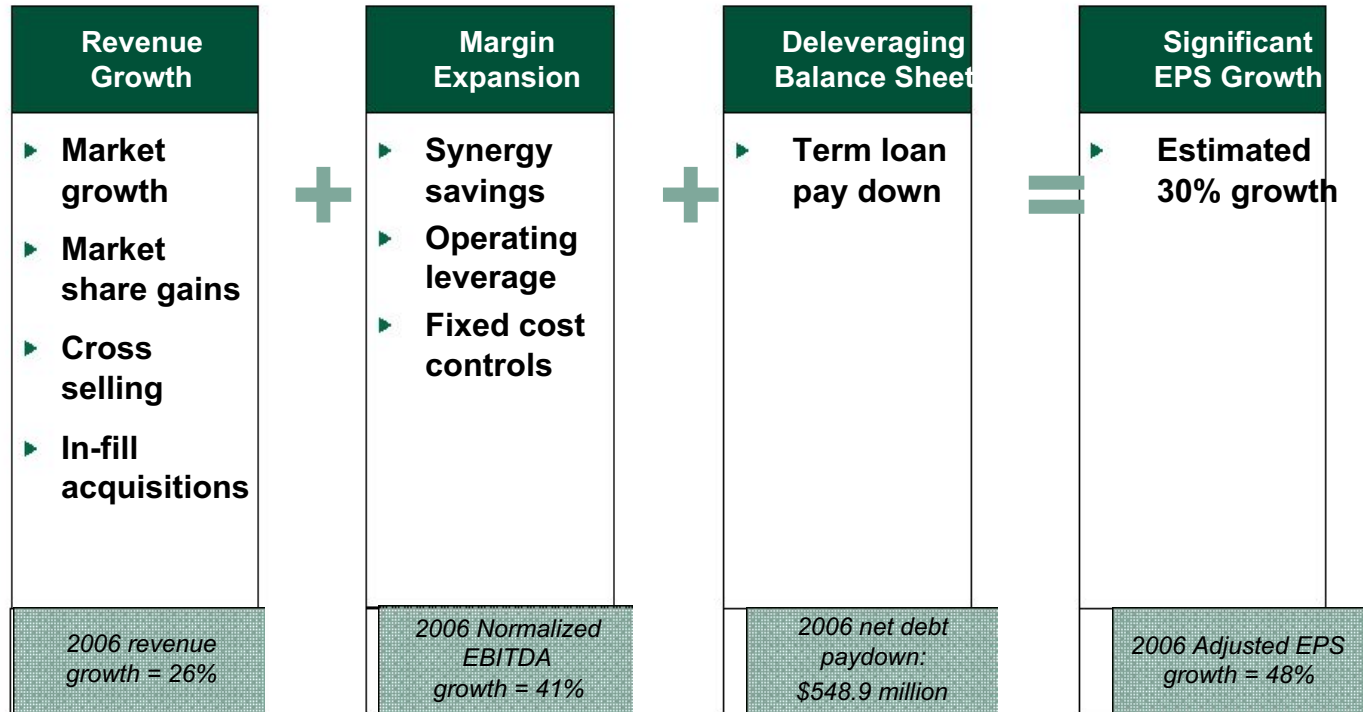 Revenue
Growth
Market
growth
Market
share gains
Cross
selling
In-fill
acquisitions
2006 revenue
growth = 26%
+
Margin
Expansion
Synergy
savings
Operating
leverage
Fixed cost
controls
2006 Normalized
EBITDA
growth = 41%
+
Deleveraging
Balance Sheet
Term loan
pay down
2006 net debt
paydown:
$548.9 million
=
Significant
EPS Growth
Estimated
30% growth
2006 Adjusted EPS
growth = 48%